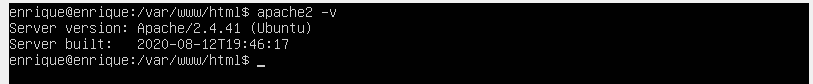 enrique@enrique:/var/www/html$ apache2 -v
Server version: Apache/2.4.41 (Ubuntu)
Server built:   2020-08-12T19:46:17
enrique@enrique:/var/www/html$ _